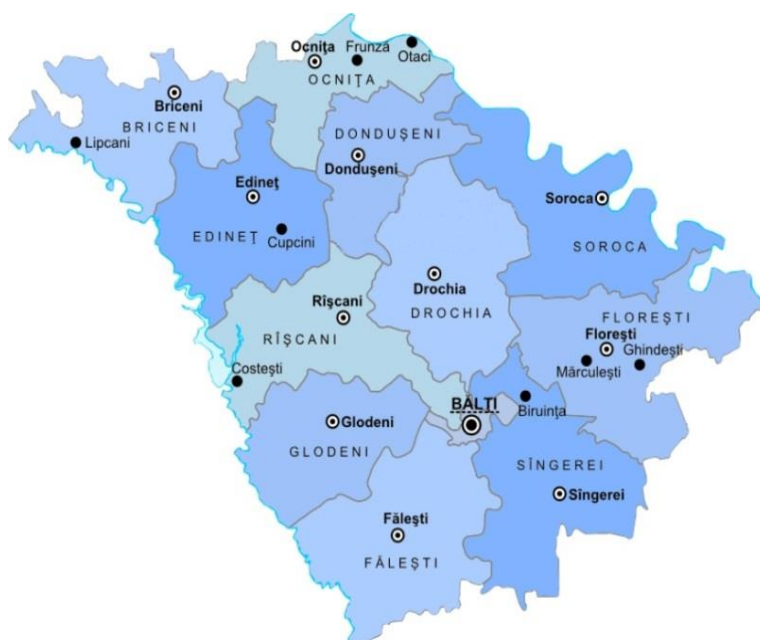 Ocnița
Frunză
Otaci
OCNIȚA
Briceni
BRICENI
Lipcani
DONDUȘENI
Dondușeni
Edineț
EDINEȚ
Cupcini
Soroca
SOROCA
Rîșcani
RÎȘCANI
Costești
Drochia
DROCHIA
FLOREȘTI
Florești
Ghindești
Mărculești
BĂLȚI
Biruința
Glodeni
GLODENI
SÎNGEREI
Sîngerei
Fălești
FĂLEȘTI